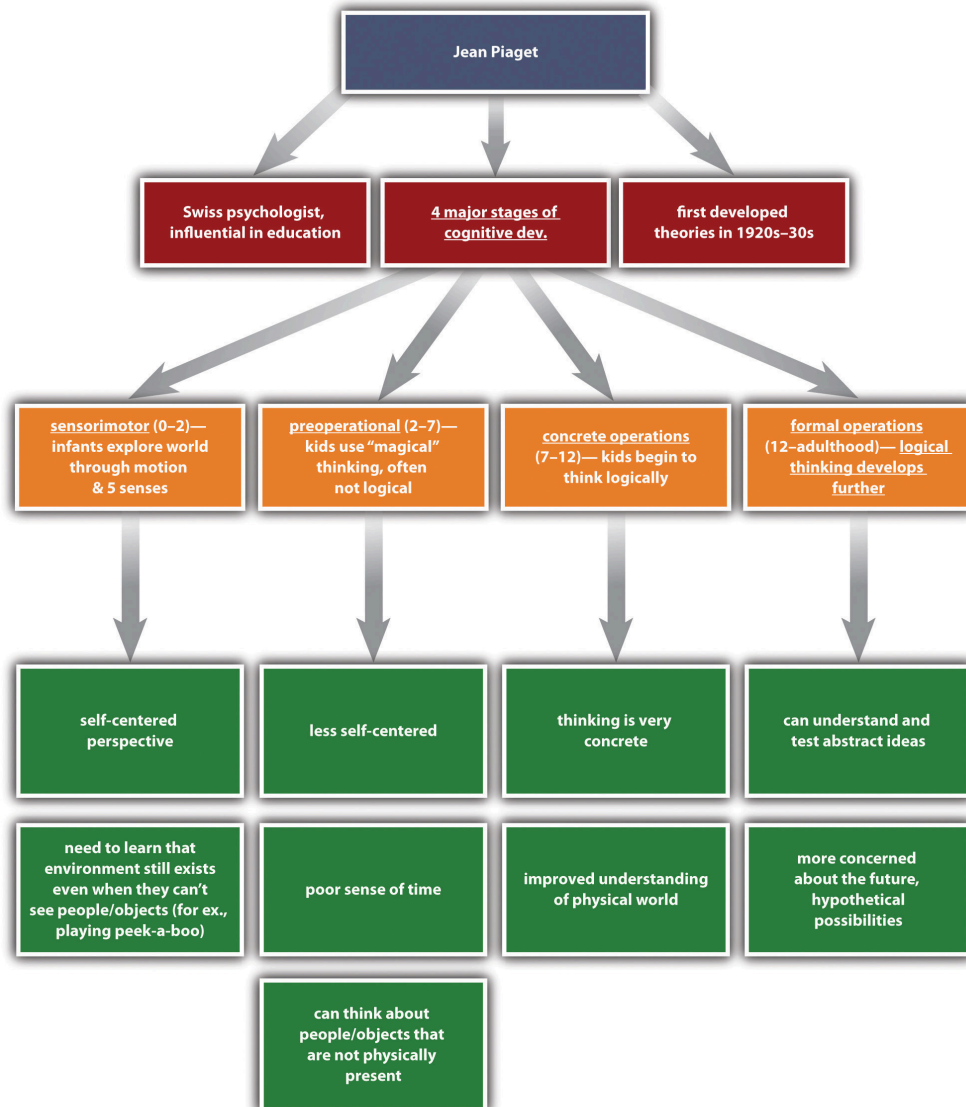 Jean Piaget
Swiss psychologist,
influential in education
4 major stages of
cognitive dev.
first developed
theories in 1920s–30s
sensorimotor (0–2)—
infants explore world
through motion
& 5 senses
preoperational (2–7)—
kids use “magical”
thinking, often
not logical
concrete operations
(7–12)— kids begin to
think logically
formal operations
(12–adulthood)— logical
thinking develops
further
self-centered
perspective
less self-centered
thinking is very
concrete
can understand and
test abstract ideas
need to learn that
environment still exists
even when they can’t
see people/objects (for ex.,
playing peek-a-boo)
poor sense of time
improved understanding
of physical world
more concerned
about the future,
hypothetical
possibilities
can think about
people/objects that
are not physically
present